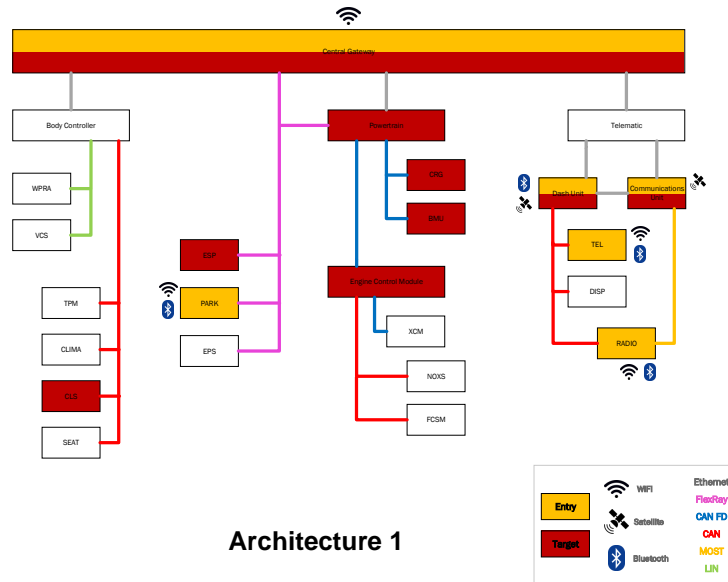 Central Gateway
Body Controller
Powertrain
Telematic
WPRA
CRG
Dash Unit
Communications
Unit
VCS
BMU
TEL
ESP
Engine Control Module
DISP
TPM
PARK
XCM
CLIMA
EPS
RADIO
NOXS
CLS
FCSM
SEAT
Architecture 1
Entry
Target
WiFi
Satellite
Bluetooth
Ethernet
FlexRay
CAN FD
CAN
MOST
LIN